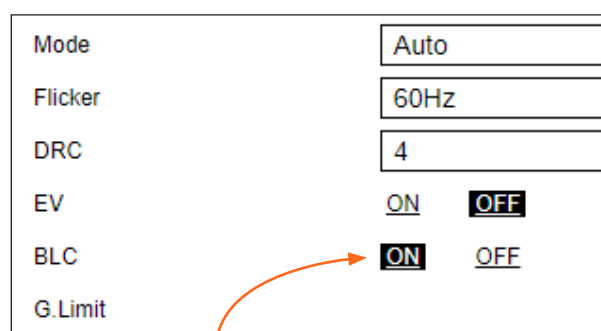 Mode Auto
Flicker 60Hz
DRC 4
EV ON OFF
BLC ON OFF
G.Limit